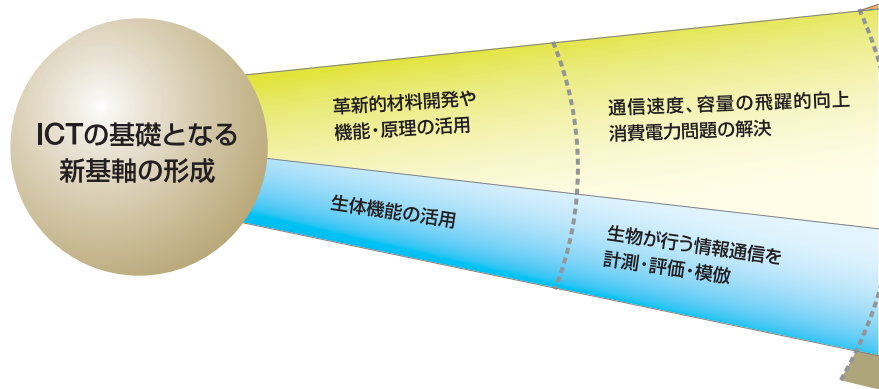 ICTの基礎となる
新基軸の形成
革新的材料開発や
機能・原理の活用
通信速度、容量の飛躍的向上
消費電力問題の解決
生体機能の活用
生物が行う情報通信を
計測・評価・模倣